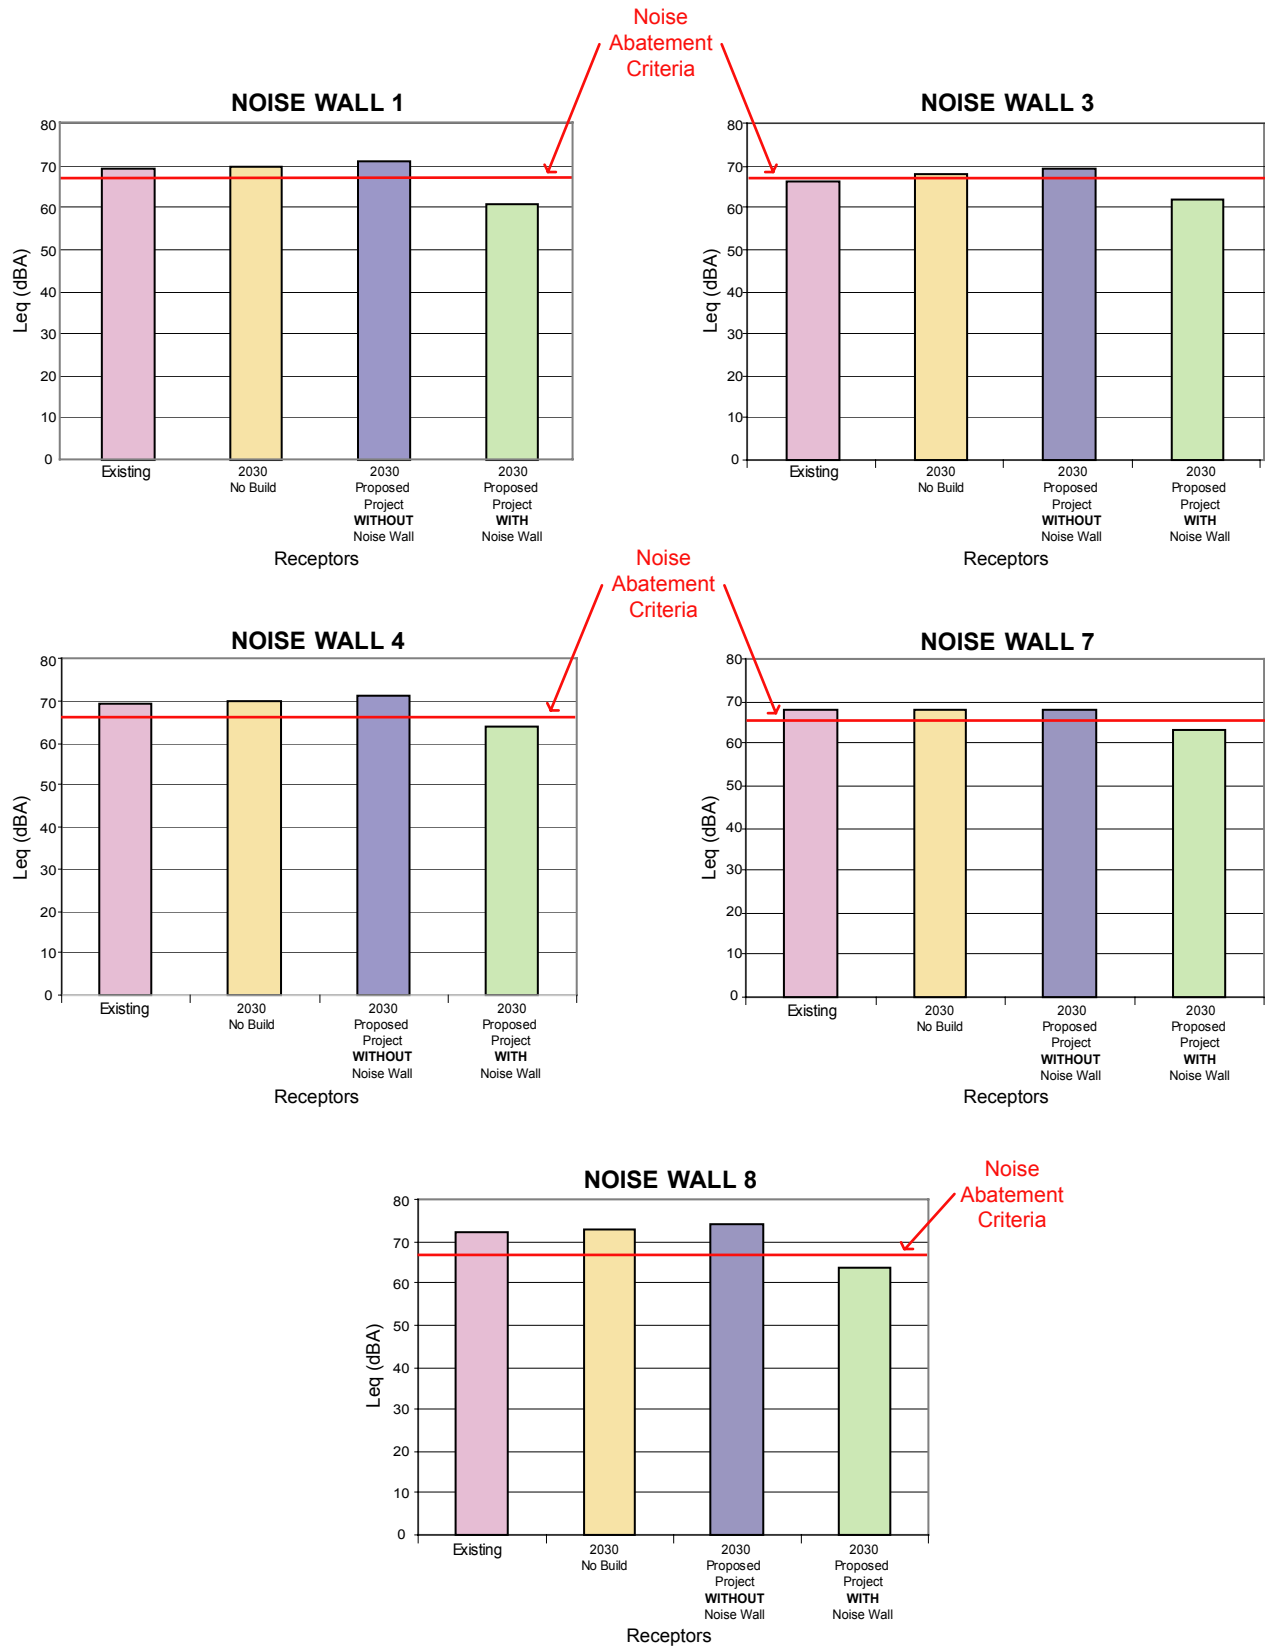 Noise
Abatement
Criteria
NOISE WALL 1
80
70
60
50
40
30
20
10
0
Leq (dBA)
Existing
2030
No Build
2030
Proposed
Project
WITHOUT
Noise Wall
2030
Proposed
Project
WITH
Noise Wall
Receptors
NOISE WALL 3
80
70
60
50
40
30
20
10
0
Leq (dBA)
Existing
2030
No Build
2030
Proposed
Project
WITHOUT
Noise Wall
2030
Proposed
Project
WITH
Noise Wall
Receptors
Noise
Abatement
Criteria
NOISE WALL 4
80
70
60
50
40
30
20
10
0
Leq (dBA)
Existing
2030
No Build
2030
Proposed
Project
WITHOUT
Noise Wall
2030
Proposed
Project
WITH
Noise Wall
Receptors
NOISE WALL 7
80
70
60
50
40
30
20
10
0
Leq (dBA)
Existing
2030
No Build
2030
Proposed
Project
WITHOUT
Noise Wall
2030
Proposed
Project
WITH
Noise Wall
Receptors
Noise
Abatement
Criteria
NOISE WALL 8
80
70
60
50
40
30
20
10
0
Leq (dBA)
Existing
2030
No Build
2030
Proposed
Project
WITHOUT
Noise Wall
2030
Proposed
Project
WITH
Noise Wall
Receptors